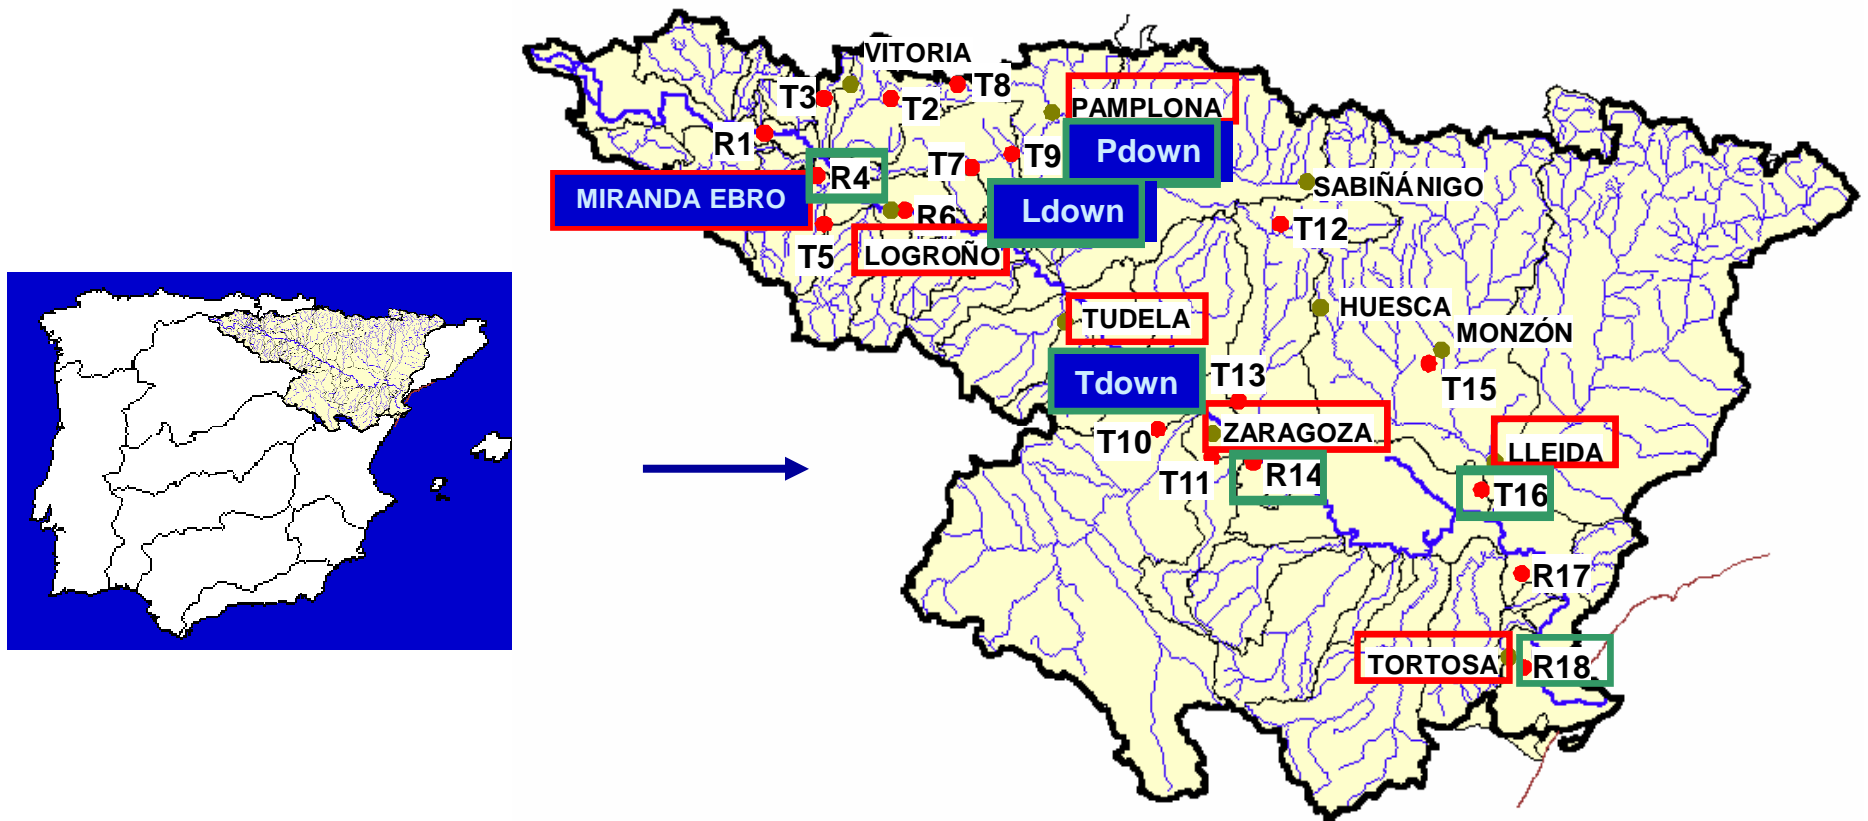 VITORIA
T3
T2
T8
PAMPLONA
R1
Pdown
T7
T9
R4
SABIÑÁNIGO
MIRANDA EBRO
R6
Ldown
T12
T5
LOGROÑO
HUESCA
TUDELA
MONZÓN
Tdown
T13
T15
T10
ZARAGOZA
LLEIDA
T11
R14
T16
R17
TORTOSA
R18